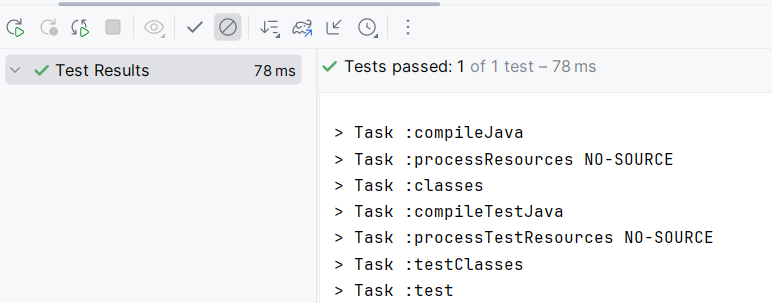 Test Results 78 ms
Tests passed: 1 of 1 test – 78 ms
> Task :compileJava
> Task :processResources NO-SOURCE
> Task :classes
> Task :compileTestJava
> Task :processTestResources NO-SOURCE
> Task :testClasses
> Task :test